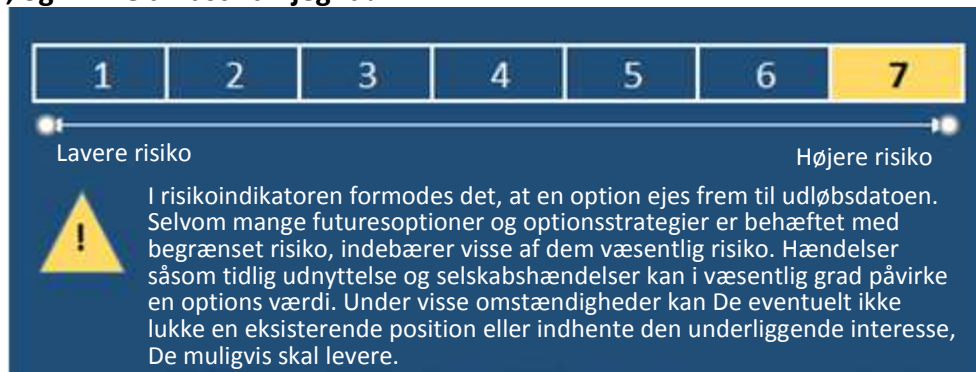 1 2 3 4 5 6 7
Lavere risiko Højere risiko
!
I risikoindikatoren formodes det, at en option ejes frem til udløbsdatoen.
Selvom mange futuresoptioner og optionsstrategier er behæftet med
begrænset risiko, indebærer visse af dem væsentlig risiko. Hændelser
såsom tidlig udnyttelse og selskabshændelser kan i væsentlig grad påvirke
en options værdi. Under visse omstændigheder kan De eventuelt ikke
lukke en eksisterende position eller indhente den underliggende interesse,
De muligvis skal levere.